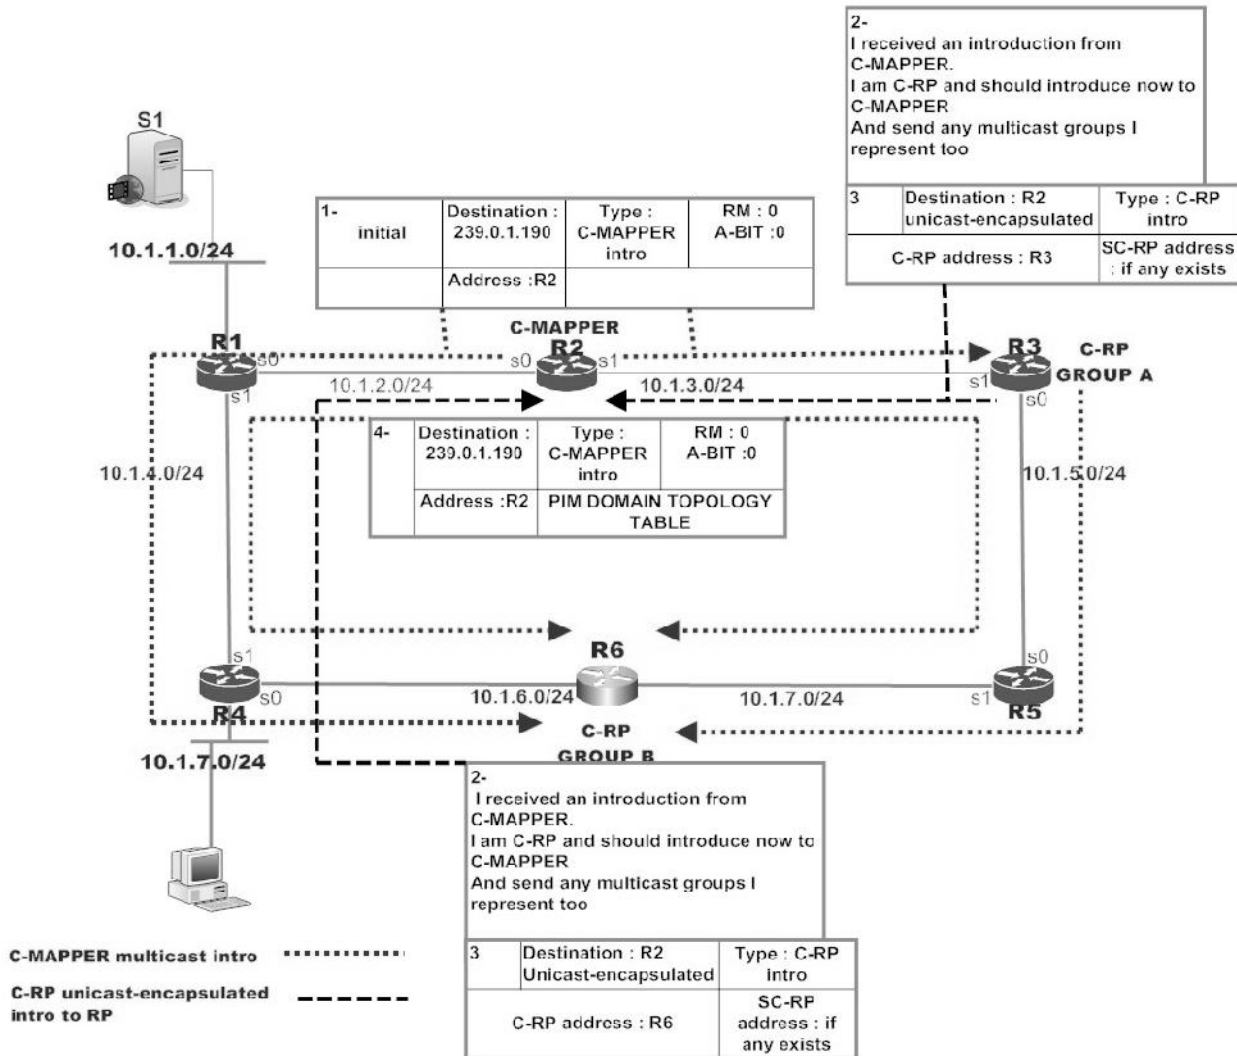 2-
I received an introduction from
C-MAPPER.
I am C-RP and should introduce now to
C-MAPPER
And send any multicast groups I
represent too
3
Destination : R2
unicast-encapsulated
Type : C-RP
intro
C-RP address : R3
SC-RP address
: if any exists
S1
10.1.1.0/24
1-
initial
Destination :
239.0.1.190
Type :
C-MAPPER
intro
RM : 0
A-BIT :0
Address :R2
C-MAPPER
R1
s0
s1
10.1.2.0/24
R2
s0
s1
10.1.3.0/24
R3
s1
s0
C-RP
GROUP A
4-
Destination :
239.0.1.190
Type :
C-MAPPER
intro
RM : 0
A-BIT :0
Address :R2
PIM DOMAIN TOPOLOGY
TABLE
10.1.4.0/24
10.1.5.0/24
s1
s0
R4
10.1.6.0/24
R6
10.1.7.0/24
s0
s1
R5
C-RP
GROUP B
10.1.7.0/24
2-
I received an introduction from
C-MAPPER.
I am C-RP and should introduce now to
C-MAPPER
And send any multicast groups I
represent too
3
Destination : R2
Unicast-encapsulated
Type : C-RP
intro
C-RP address : R6
SC-RP
address : if
any exists
C-MAPPER multicast intro
C-RP unicast-encapsulated
intro to RP